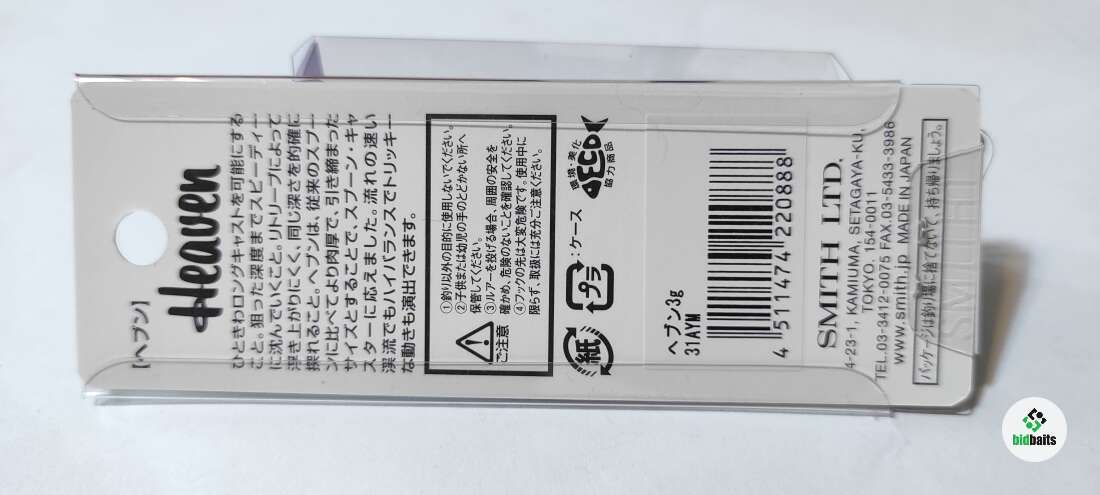 [ヘブン]
Heaven
ひときわロングキャストを可能にする
こと。狙った深度までスピーディー
に沈んでいくこと。リトリーブによって
浮き上がりにくく、同じ深さを的確に
探れること。ヘブンは、従来のスプー
ンに比べてより肉厚で、引き締まった
サイズとすることで、スプーン・キャ
スターに応えました。流れの速い
渓流でもハイバランスでトリッキー
な動きも演出できます。
ご注意
①釣り以外の目的に使用しないでください。
②子供または幼児の手のとどかない所へ
保管してください。
③ルアーを投げる場合、周囲の安全を
確かめ、危険のないことを確認してください。
④フックの先は大変危険です。使用中に
限らず、取扱には充分ご注意ください。
紙
プラ
:ケース
環境・美化
ECO
協力商品
ヘブン3g
31AYM
4 511474 220888
SMITH LTD.
4-23-1, KAMIUMA, SETAGAYA-KU,
TOKYO, 154-0011
TEL.03-3412-0075 FAX.03-5433-3986
www.smith.jp MADE IN JAPAN
パッケージは釣り場に捨てないで、持ち帰りましょう。
SMITH
bidbaits